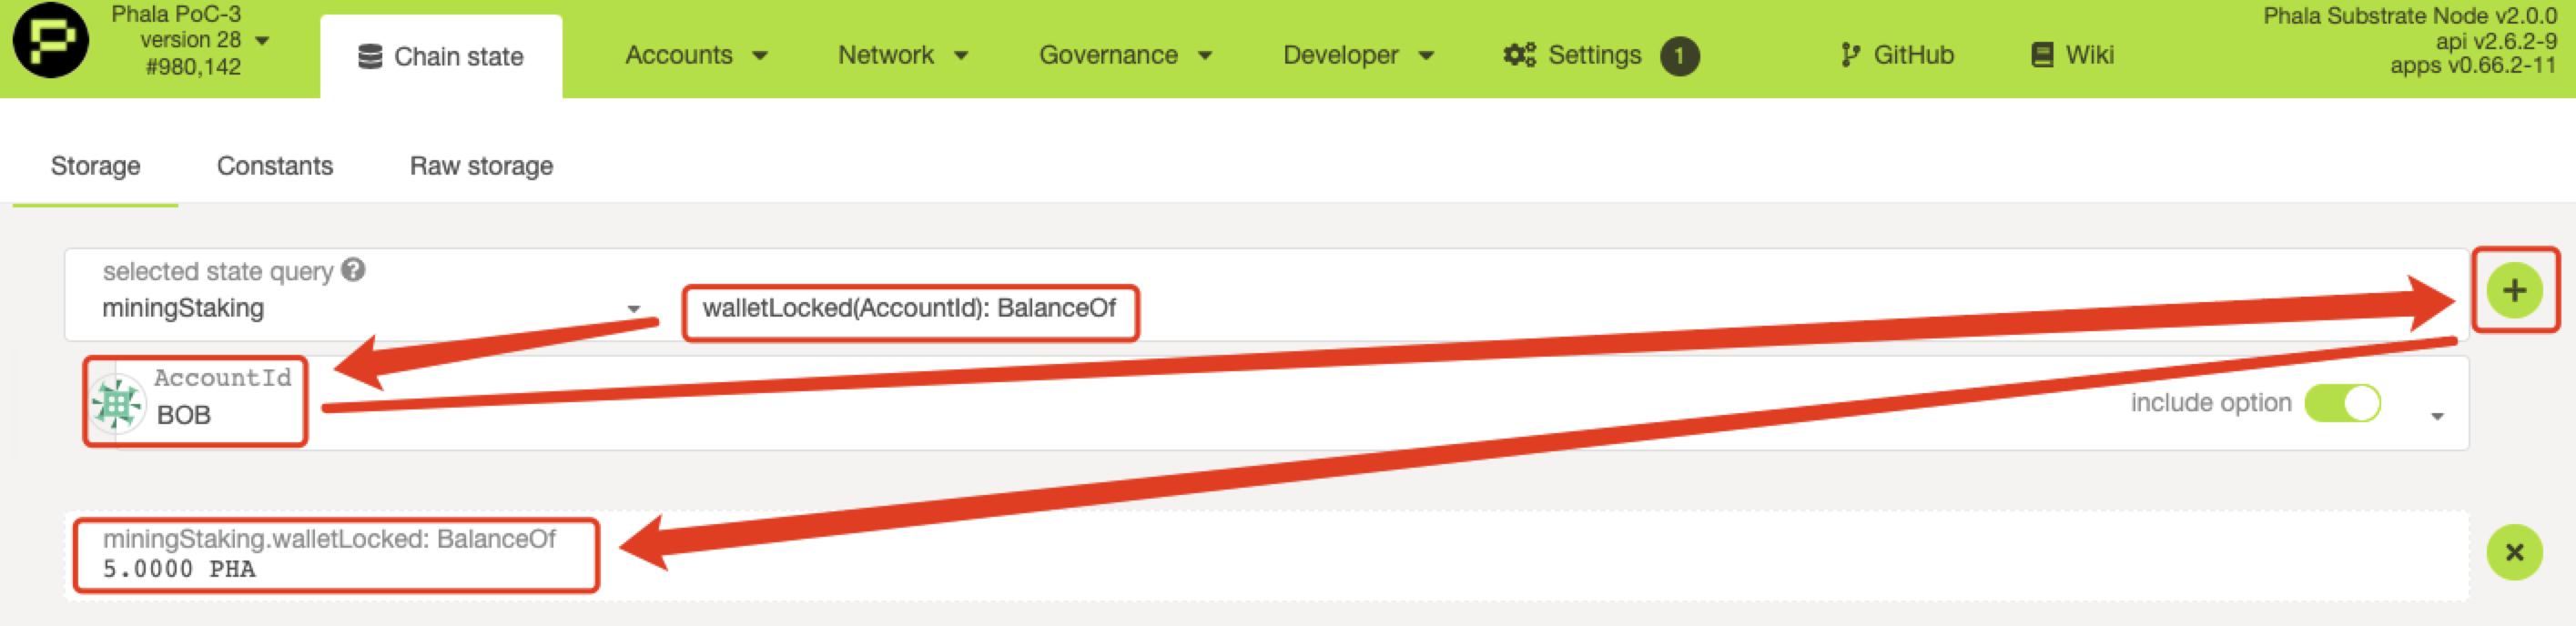 Phala PoC-3
version 28
#980,142
Chain state
Accounts
Network
Governance
Developer
Settings
1
GitHub
Wiki
Phala Substrate Node v2.0.0
api v2.6.2-9
apps v0.66.2-11
Storage
Constants
Raw storage
selected state query ?
miningStaking
walletLocked(AccountId): BalanceOf
+
AccountId
BOB
include option
miningStaking.walletLocked: BalanceOf
5.0000 PHA
×